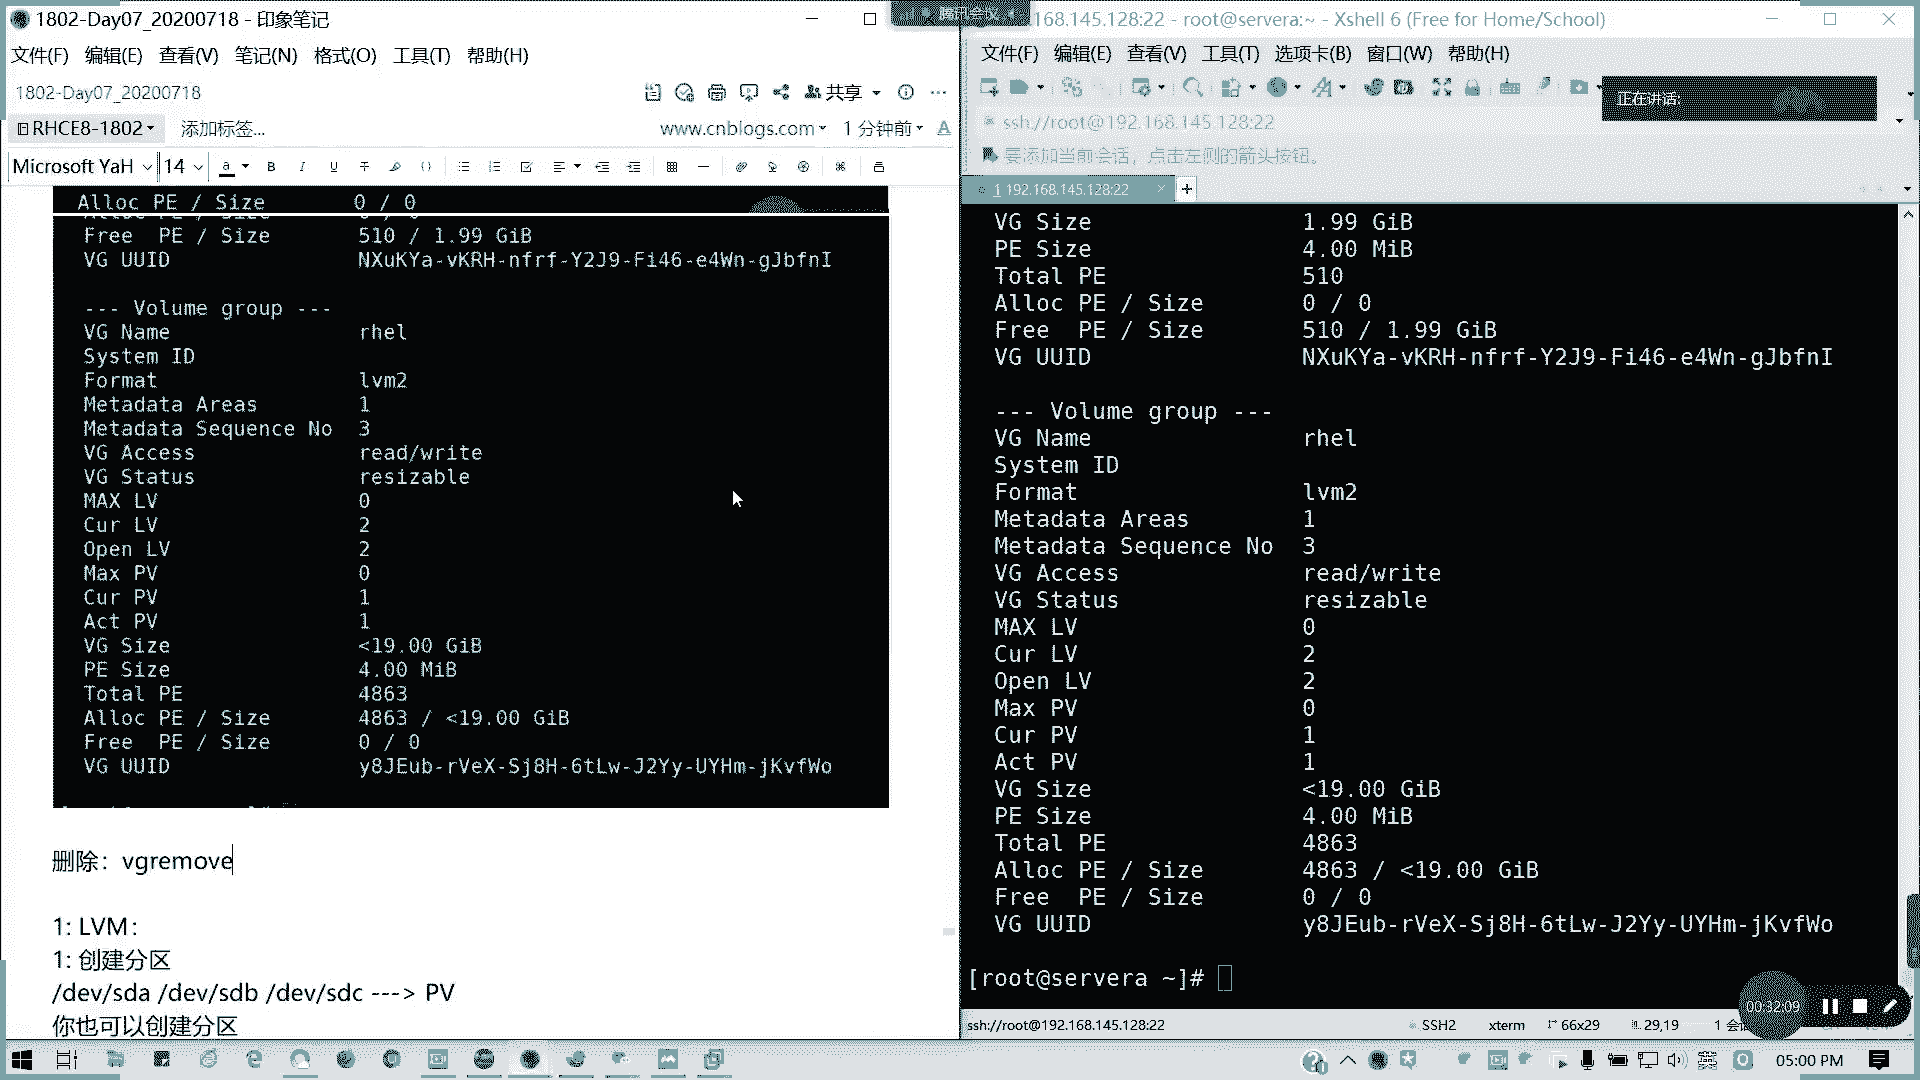 1802-Day07_20200718 - 印象笔记
文件(F) 编辑(E) 查看(V) 笔记(N) 格式(O) 工具(T) 帮助(H)
1802-Day07_20200718
共享
RHCE8-1802
添加标签...
www.cnblogs.com
1 分钟前
Microsoft YaH
14
Alloc PE / Size 0 / 0
Free PE / Size 510 / 1.99 GiB
VG UUID NXuKYa-vKRH-nfrf-Y2J9-Fi46-e4Wn-gJbfnI
--- Volume group ---
VG Name rhel
System ID
Format lvm2
Metadata Areas 1
Metadata Sequence No 3
VG Access read/write
VG Status resizable
MAX LV 0
Cur LV 2
Open LV 2
Max PV 0
Cur PV 1
Act PV 1
VG Size <19.00 GiB
PE Size 4.00 MiB
Total PE 4863
Alloc PE / Size 4863 / <19.00 GiB
Free PE / Size 0 / 0
VG UUID y8JEub-rVeX-Sj8H-6tLw-J2Yy-UYHm-jKvfWo
删除：vgremove
1: LVM：
1: 创建分区
/dev/sda /dev/sdb /dev/sdc ---> PV
你也可以创建分区
腾讯会议
168.145.128:22 - root@servera:~ - Xshell 6 (Free for Home/School)
文件(F) 编辑(E) 查看(V) 工具(T) 选项卡(B) 窗口(W) 帮助(H)
正在讲话:
ssh://root@192.168.145.128:22
要添加当前会话，点击左侧的箭头按钮。
1 192.168.145.128:22
VG Size 1.99 GiB
PE Size 4.00 MiB
Total PE 510
Alloc PE / Size 0 / 0
Free PE / Size 510 / 1.99 GiB
VG UUID NXuKYa-vKRH-nfrf-Y2J9-Fi46-e4Wn-gJbfnI
--- Volume group ---
VG Name rhel
System ID
Format lvm2
Metadata Areas 1
Metadata Sequence No 3
VG Access read/write
VG Status resizable
MAX LV 0
Cur LV 2
Open LV 2
Max PV 0
Cur PV 1
Act PV 1
VG Size <19.00 GiB
PE Size 4.00 MiB
Total PE 4863
Alloc PE / Size 4863 / <19.00 GiB
Free PE / Size 0 / 0
VG UUID y8JEub-rVeX-Sj8H-6tLw-J2Yy-UYHm-jKvfWo
[root@servera ~]#
00:32:09
ssh://root@192.168.145.128:22 SSH2 xterm 66x29 29,19 1 会
05:00 PM